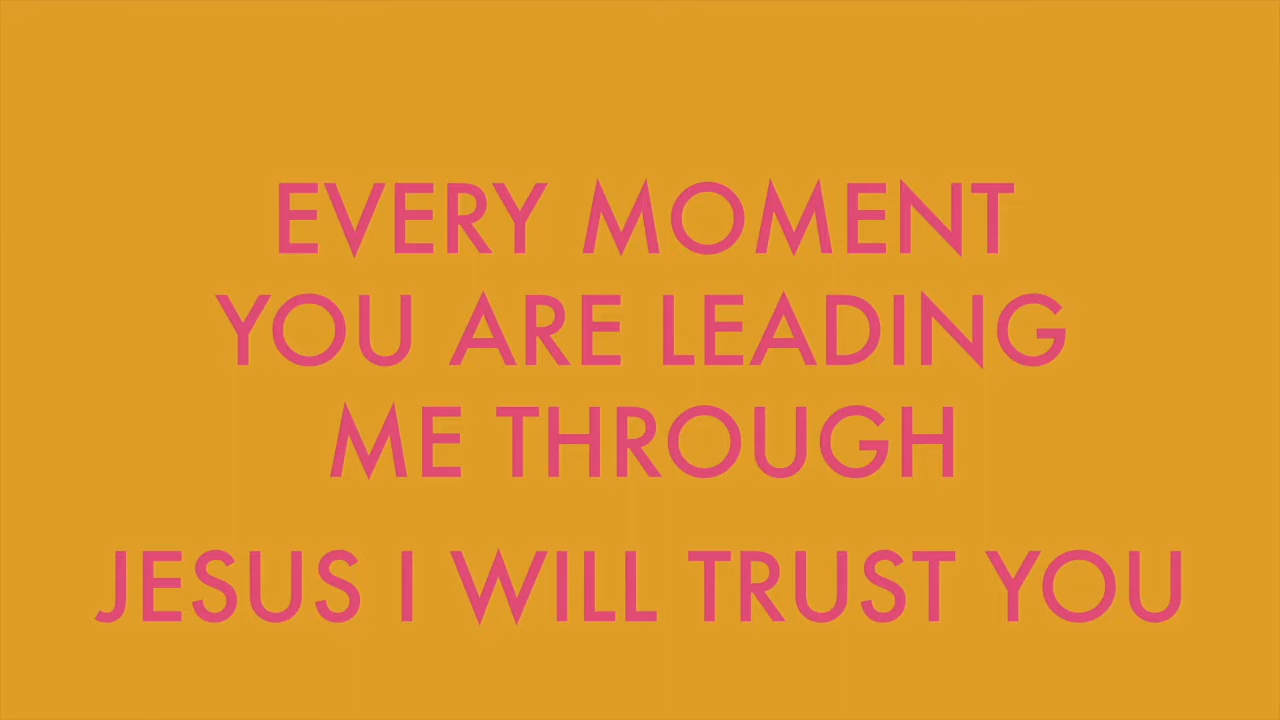 EVERY MOMENT
YOU ARE LEADING
ME THROUGH
JESUS I WILL TRUST YOU